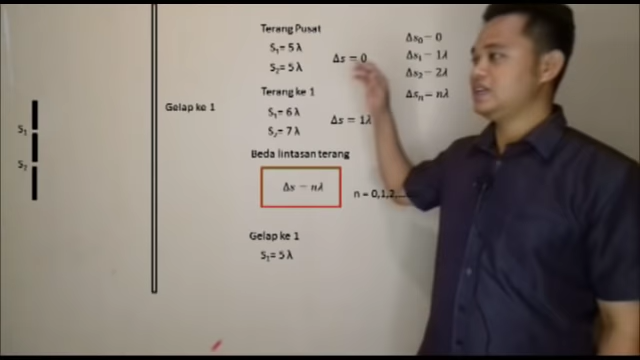 S₁
S₂
Gelap ke 1
Terang Pusat
S₁= 5 λ
S₂= 5 λ
Δs = 0
Terang ke 1
S₁= 6 λ
S₂= 7 λ
Δs = 1λ
Beda lintasan terang
Δs − nλ
n = 0,1,2,....
Gelap ke 1
S₁= 5 λ
Δs₀ − 0
Δs₁ − 1λ
Δs₂ − 2λ
Δsₙ − nλ